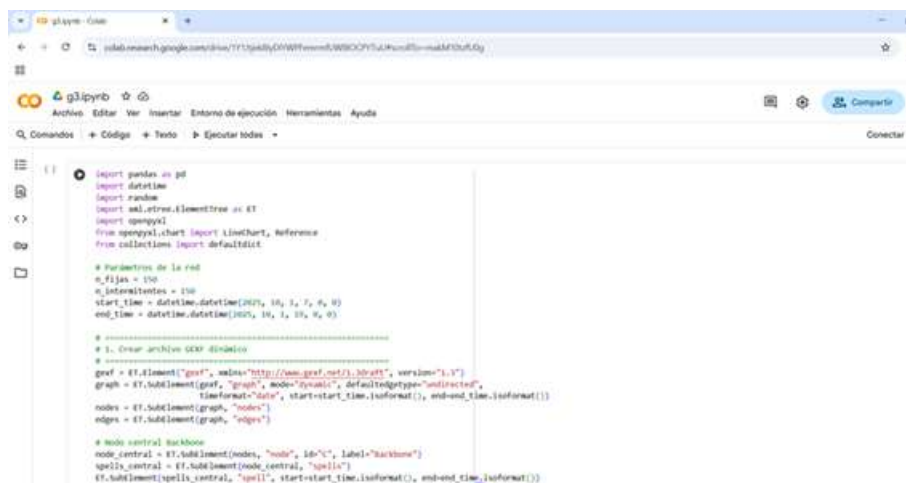 g3.ipynb - Colab
g3.ipynb
Archivo Editar Ver Insertar Entorno de ejecución Herramientas Ayuda
Compartir
Comandos + Código + Texto Ejecutar todas
Conectar
[ ]
import pandas as pd
import datetime
import random
import xml.etree.ElementTree as ET
import openpyxl
from openpyxl.chart import LineChart, Reference
from collections import defaultdict
# Parámetros de la red
n_fijas = 150
n_intermitentes = 150
start_time = datetime.datetime(2025, 10, 1, 7, 0, 0)
end_time = datetime.datetime(2025, 10, 1, 19, 0, 0)
# 1. Crear archivo GEXF dinámico
gexf = ET.Element("gexf", xmlns="http://www.gexf.net/1.3draft", version="1.3")
graph = ET.SubElement(gexf, "graph", mode="dynamic", defaultedgetype="undirected",
timeformat="date", start=start_time.isoformat(), end=end_time.isoformat())
nodes = ET.SubElement(graph, "nodes")
edges = ET.SubElement(graph, "edges")
# Nodo central Backbone
node_central = ET.SubElement(nodes, "node", id="C", label="Backbone")
spells_central = ET.SubElement(node_central, "spells")
ET.SubElement(spells_central, "spell", start=start_time.isoformat(), end=end_time.isoformat())